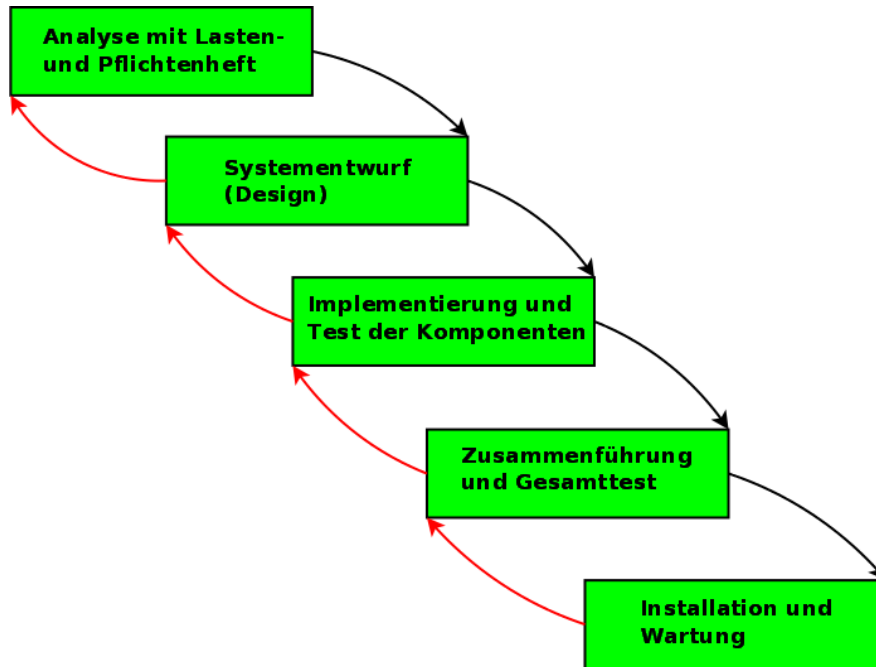 Analyse mit Lasten-
und Pflichtenheft
Systementwurf
(Design)
Implementierung und
Test der Komponenten
Zusammenführung
und Gesamttest
Installation und
Wartung